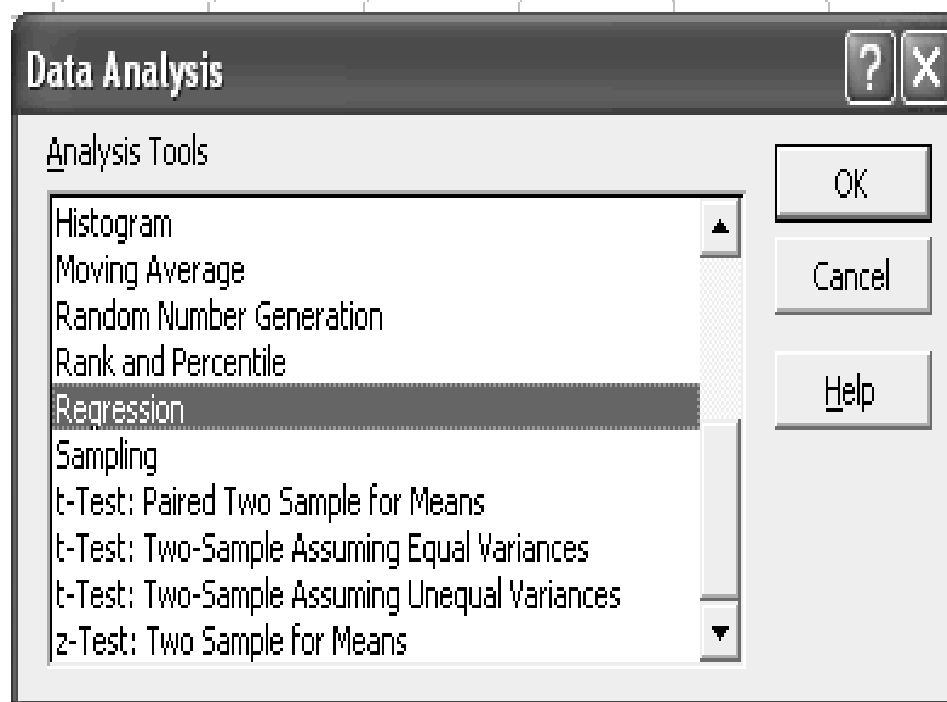 Data Analysis
Analysis Tools
Histogram
Moving Average
Random Number Generation
Rank and Percentile
Regression
Sampling
t-Test: Paired Two Sample for Means
t-Test: Two-Sample Assuming Equal Variances
t-Test: Two-Sample Assuming Unequal Variances
z-Test: Two Sample for Means
OK
Cancel
Help